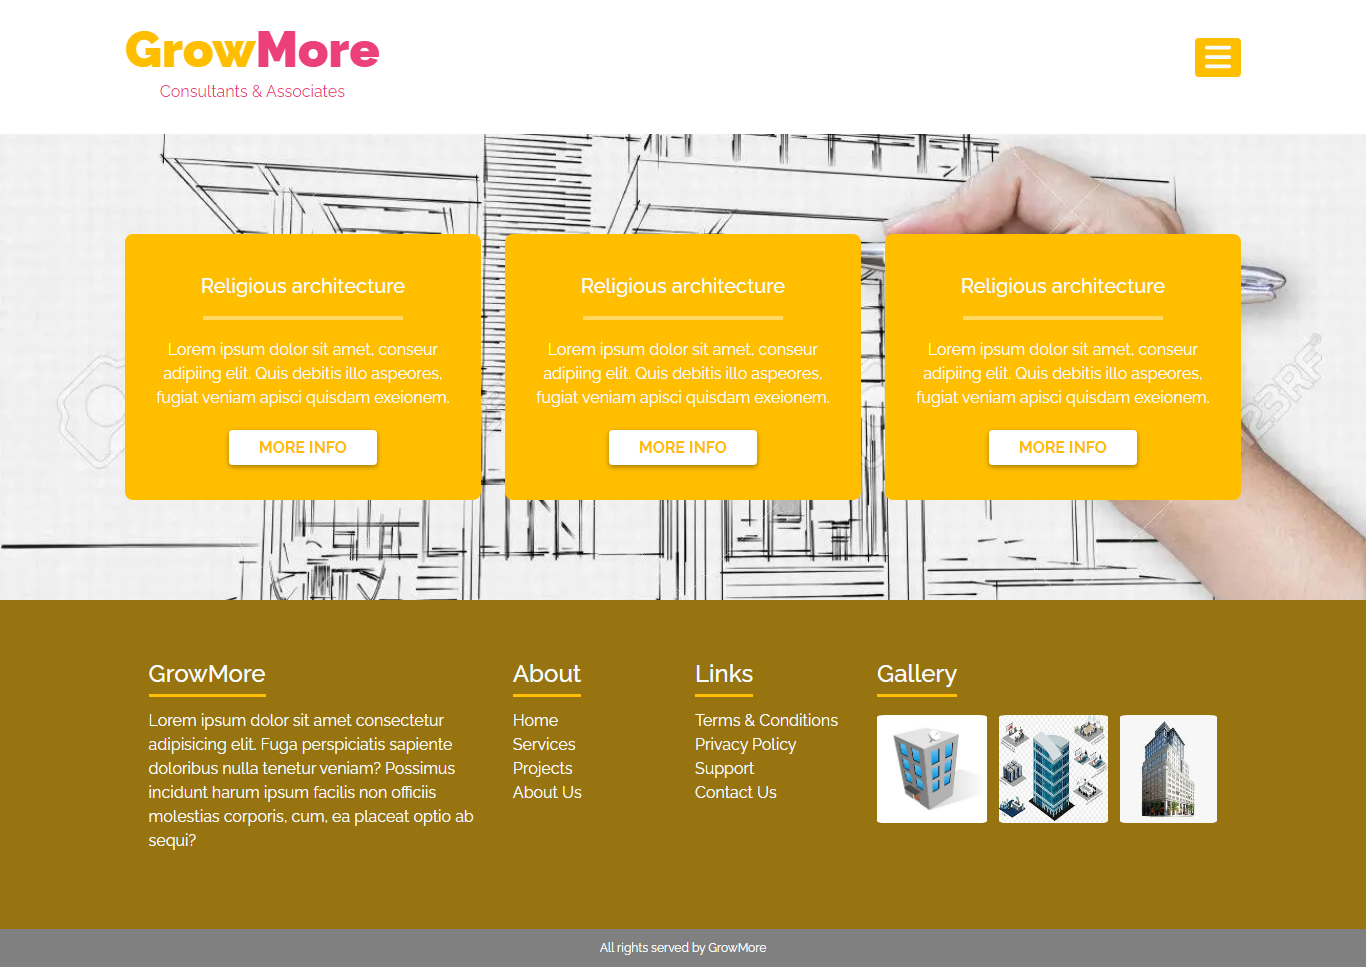 GrowMore
Consultants & Associates
Religious architecture
Lorem ipsum dolor sit amet, conseur
adipiing elit. Quis debitis illo aspeores,
fugiat veniam apisci quisdam exeionem.
MORE INFO
Religious architecture
Lorem ipsum dolor sit amet, conseur
adipiing elit. Quis debitis illo aspeores,
fugiat veniam apisci quisdam exeionem.
MORE INFO
Religious architecture
Lorem ipsum dolor sit amet, conseur
adipiing elit. Quis debitis illo aspeores,
fugiat veniam apisci quisdam exeionem.
MORE INFO
123RF
GrowMore
Lorem ipsum dolor sit amet consectetur
adipisicing elit. Fuga perspiciatis sapiente
doloribus nulla tenetur veniam? Possimus
incidunt harum ipsum facilis non officiis
molestias corporis, cum, ea placeat optio ab
sequi?
About
Home
Services
Projects
About Us
Links
Terms & Conditions
Privacy Policy
Support
Contact Us
Gallery
All rights served by GrowMore